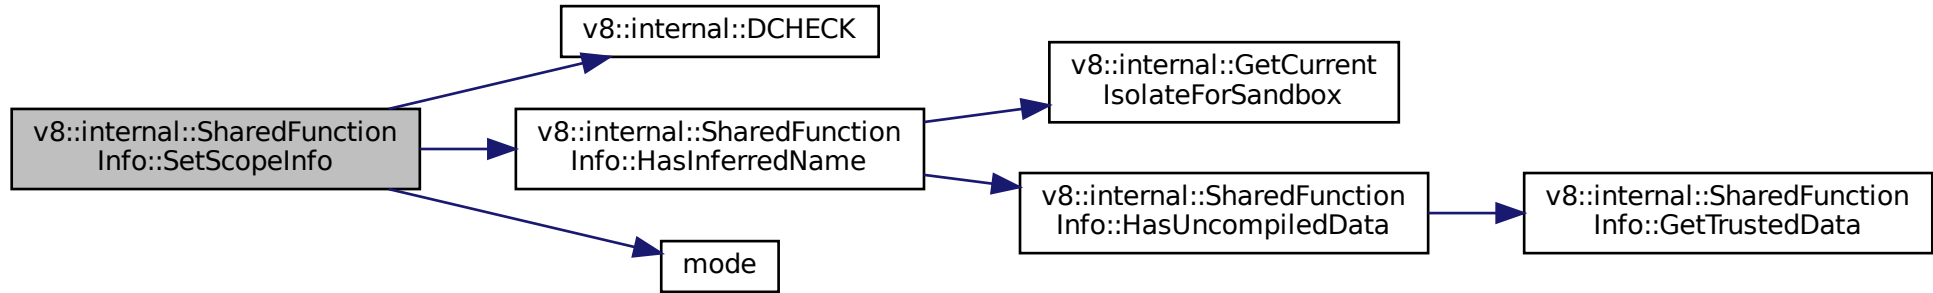 v8::internal::SharedFunction
Info::SetScopeInfo
v8::internal::DCHECK
v8::internal::SharedFunction
Info::HasInferredName
mode
v8::internal::GetCurrent
IsolateForSandbox
v8::internal::SharedFunction
Info::HasUncompiledData
v8::internal::SharedFunction
Info::GetTrustedData